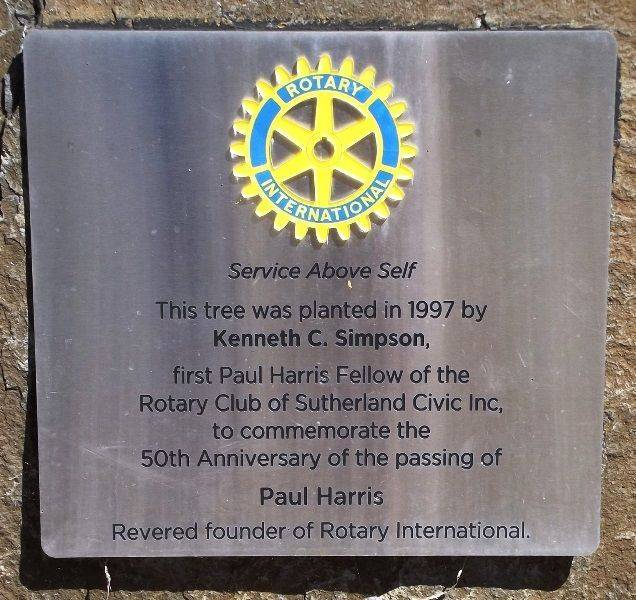 ROTARY
INTERNATIONAL
Service Above Self
This tree was planted in 1997 by
Kenneth C. Simpson,
first Paul Harris Fellow of the
Rotary Club of Sutherland Civic Inc,
to commemorate the
50th Anniversary of the passing of
Paul Harris
Revered founder of Rotary International.